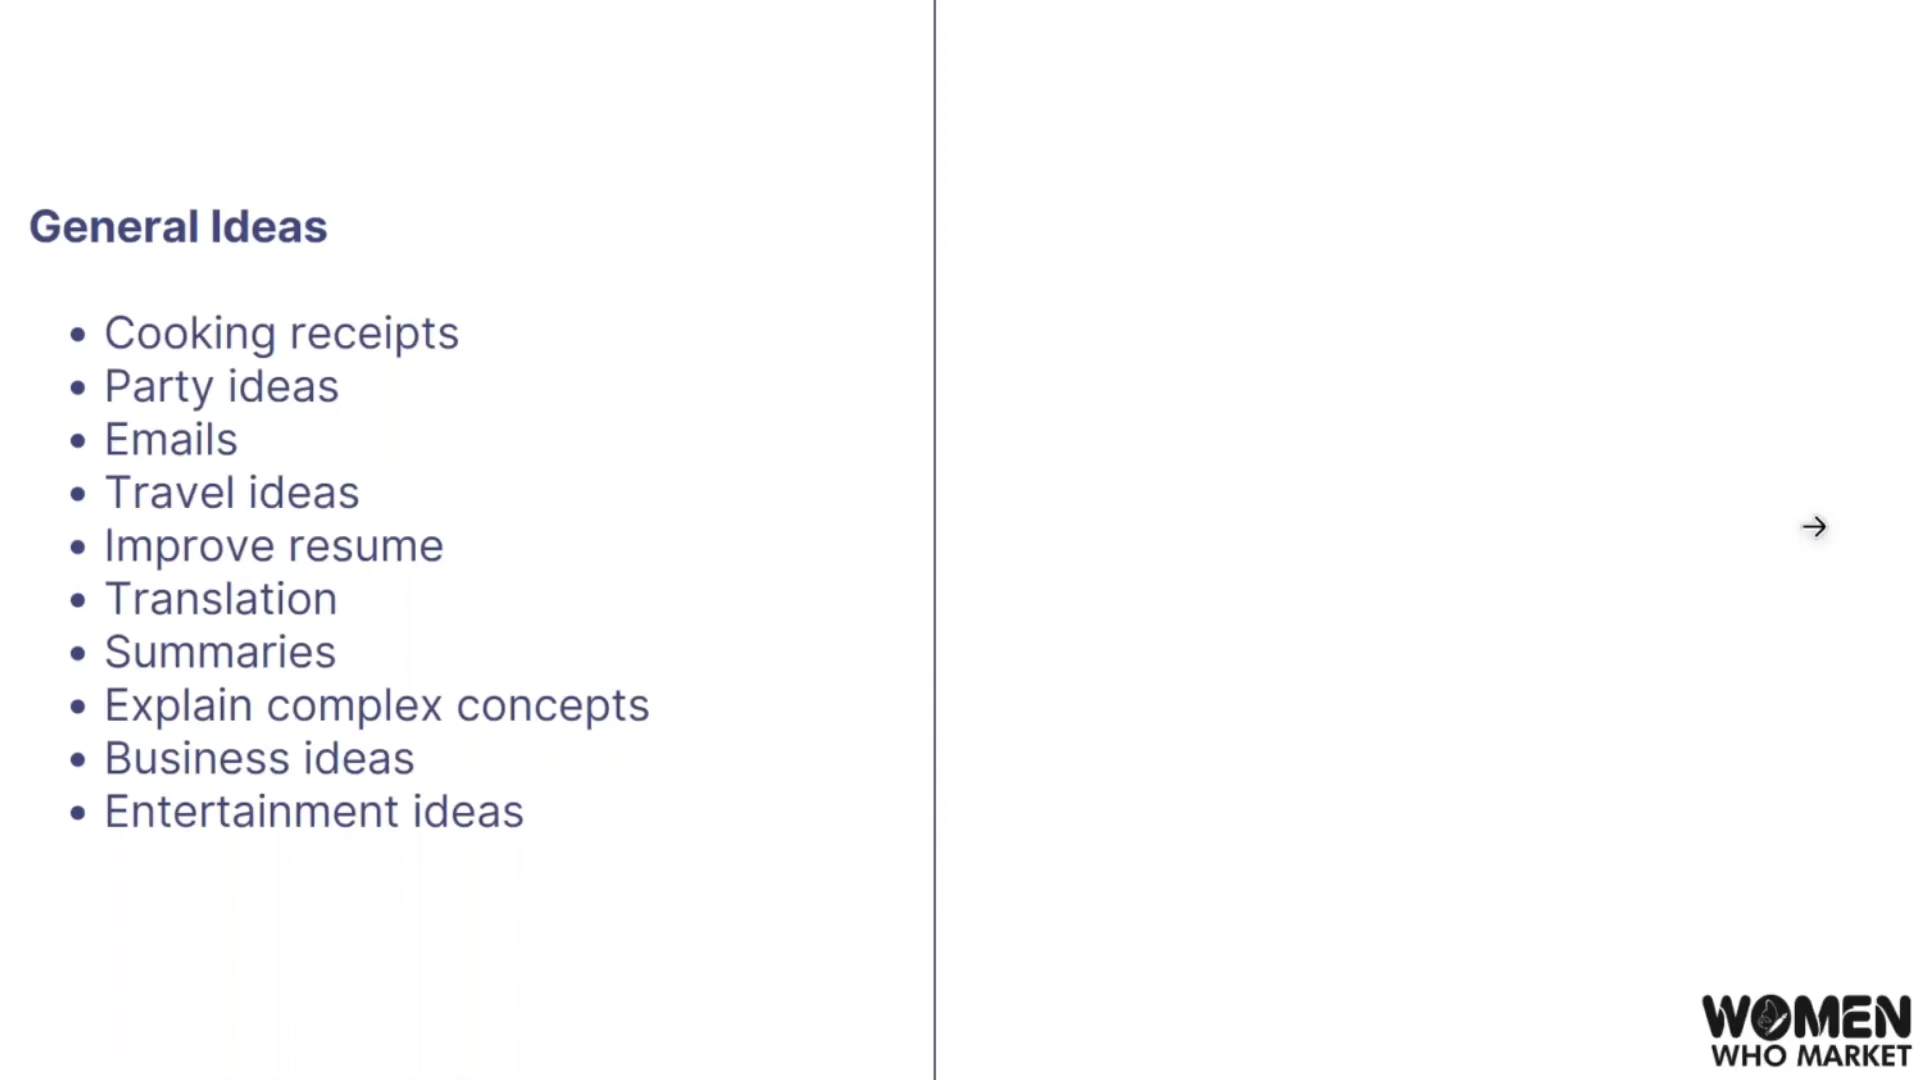 General Ideas
Cooking receipts
Party ideas
Emails
Travel ideas
Improve resume
Translation
Summaries
Explain complex concepts
Business ideas
Entertainment ideas
WOMEN
WHO MARKET